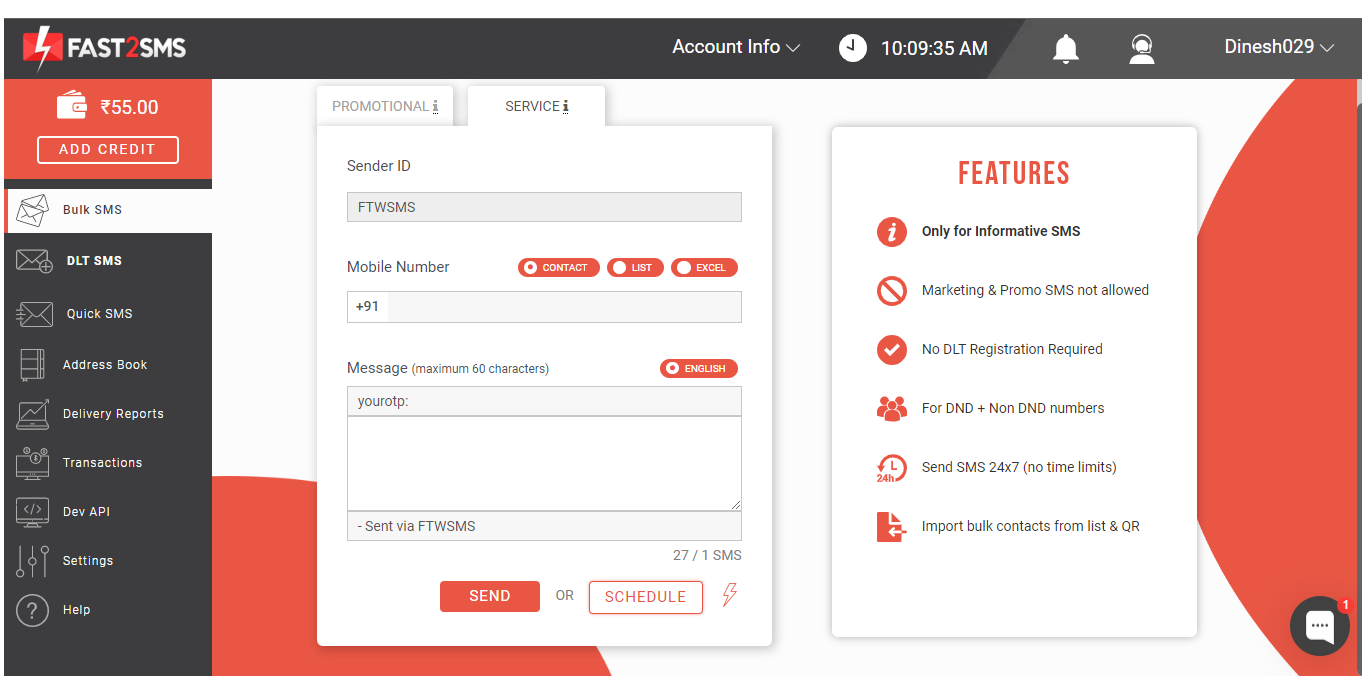 FAST2SMS
Account Info
10:09:35 AM
Dinesh029
₹55.00
ADD CREDIT
Bulk SMS
DLT SMS
Quick SMS
Address Book
Delivery Reports
Transactions
Dev API
Settings
Help
PROMOTIONAL i
SERVICE i
Sender ID
FTWSMS
Mobile Number
CONTACT
LIST
EXCEL
+91
Message (maximum 60 characters)
ENGLISH
yourotp:
- Sent via FTWSMS
27 / 1 SMS
SEND
OR
SCHEDULE
FEATURES
Only for Informative SMS
Marketing & Promo SMS not allowed
No DLT Registration Required
For DND + Non DND numbers
24h
Send SMS 24x7 (no time limits)
Import bulk contacts from list & QR
1